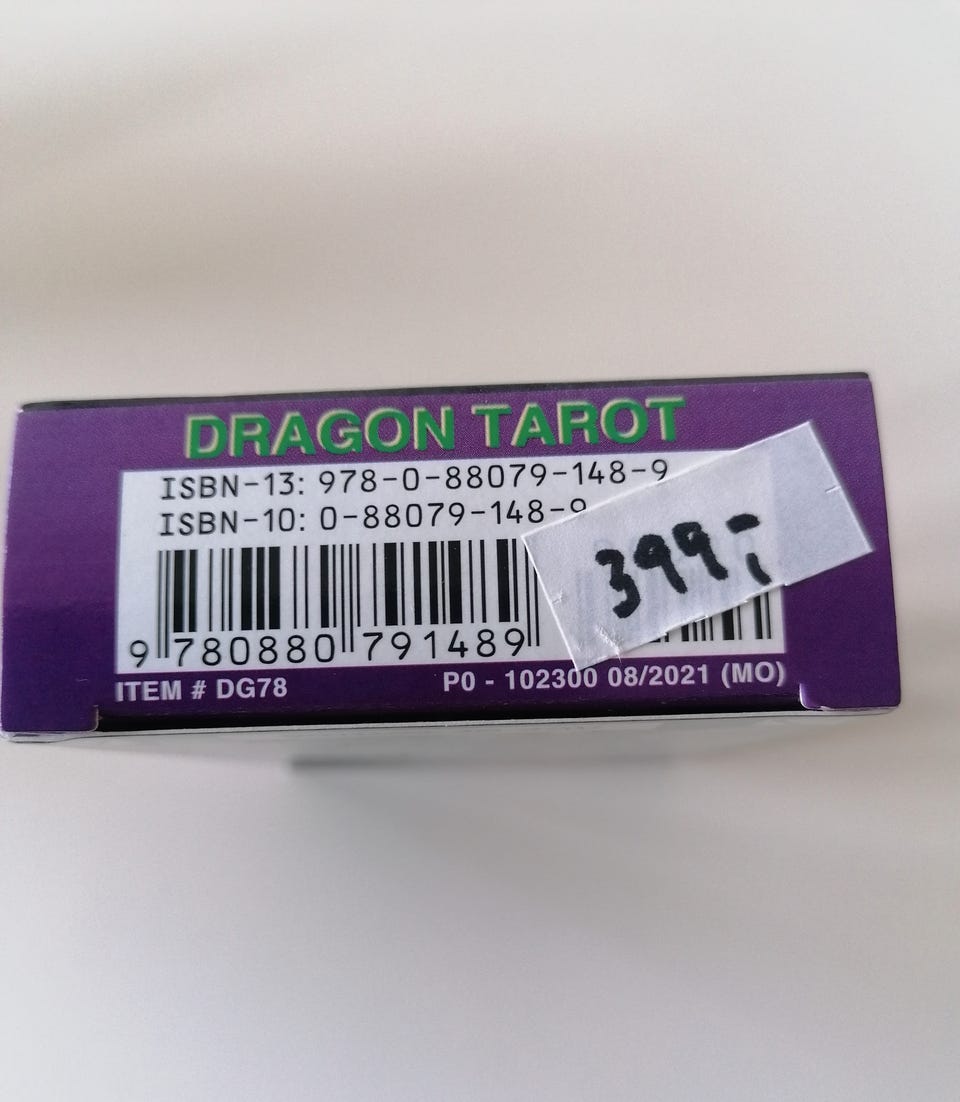 DRAGON TAROT
ISBN-13: 978-0-88079-148-9
ISBN-10: 0-88079-148-9
399,-
9 780880 791489
ITEM # DG78
PO - 102300 08/2021 (MO)